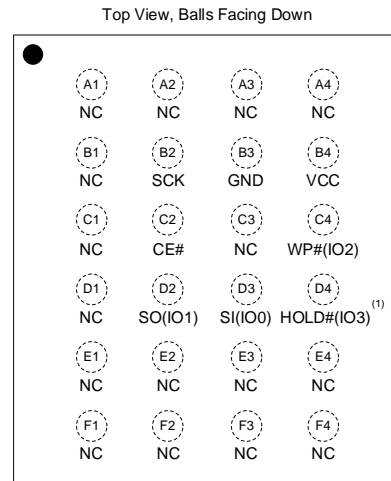 Top View, Balls Facing Down
A1 A2 A3 A4
NC NC NC NC
B1 B2 B3 B4
NC SCK GND VCC
C1 C2 C3 C4
NC CE# NC WP#(IO2)
D1 D2 D3 D4
NC SO(IO1) SI(IO0) HOLD#(IO3)(1)
E1 E2 E3 E4
NC NC NC NC
F1 F2 F3 F4
NC NC NC NC